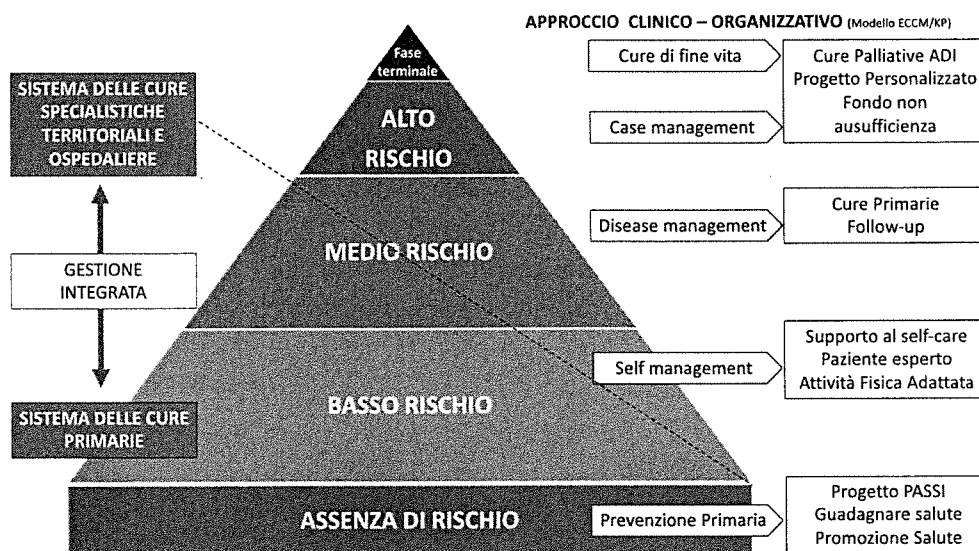 APPROCCIO CLINICO – ORGANIZZATIVO (Modello ECCM/KP)
SISTEMA DELLE CURE
SPECIALISTICHE
TERRITORIALI E
OSPEDALIERE
GESTIONE
INTEGRATA
SISTEMA DELLE CURE
PRIMARIE
Fase
terminale
ALTO
RISCHIO
MEDIO RISCHIO
BASSO RISCHIO
ASSENZA DI RISCHIO
Cure di fine vita
Case management
Cure Palliative ADI
Progetto Personalizzato
Fondo non
ausufficienza
Disease management
Cure Primarie
Follow-up
Self management
Supporto al self-care
Paziente esperto
Attività Fisica Adattata
Prevenzione Primaria
Progetto PASSI
Guadagnare salute
Promozione Salute